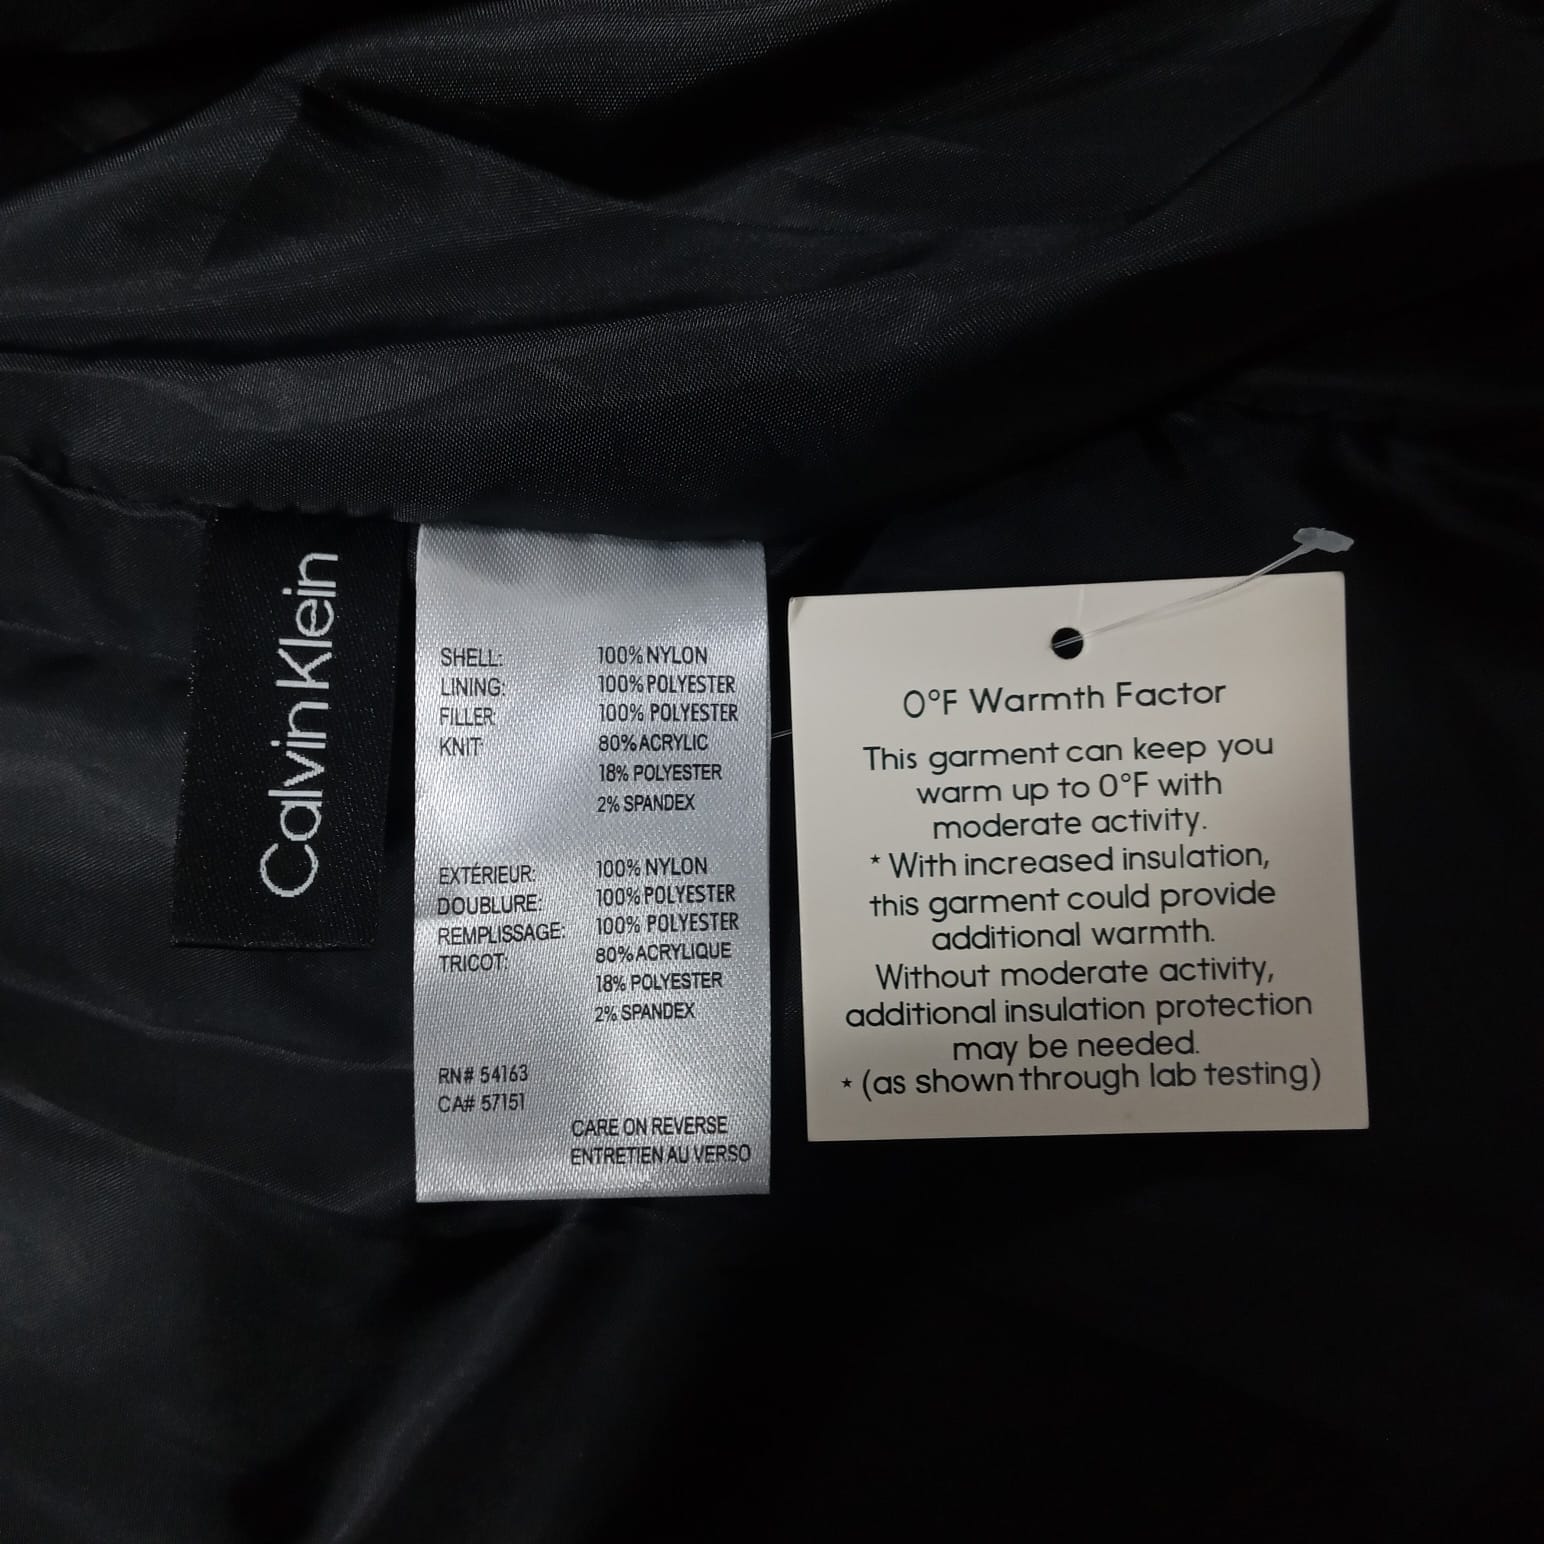 Calvin Klein
SHELL: 100% NYLON
LINING: 100% POLYESTER
FILLER 100% POLYESTER
KNIT: 80% ACRYLIC
18% POLYESTER
2% SPANDEX
EXTÉRIEUR: 100% NYLON
DOUBLURE: 100% POLYESTER
REMPLISSAGE: 100% POLYESTER
TRICOT: 80% ACRYLIQUE
18% POLYESTER
2% SPANDEX
RN# 54163
CA# 57151
CARE ON REVERSE
ENTRETIEN AU VERSO
0°F Warmth Factor
This garment can keep you
warm up to 0°F with
moderate activity.
* With increased insulation,
this garment could provide
additional warmth.
Without moderate activity,
additional insulation protection
may be needed.
* (as shown through lab testing)